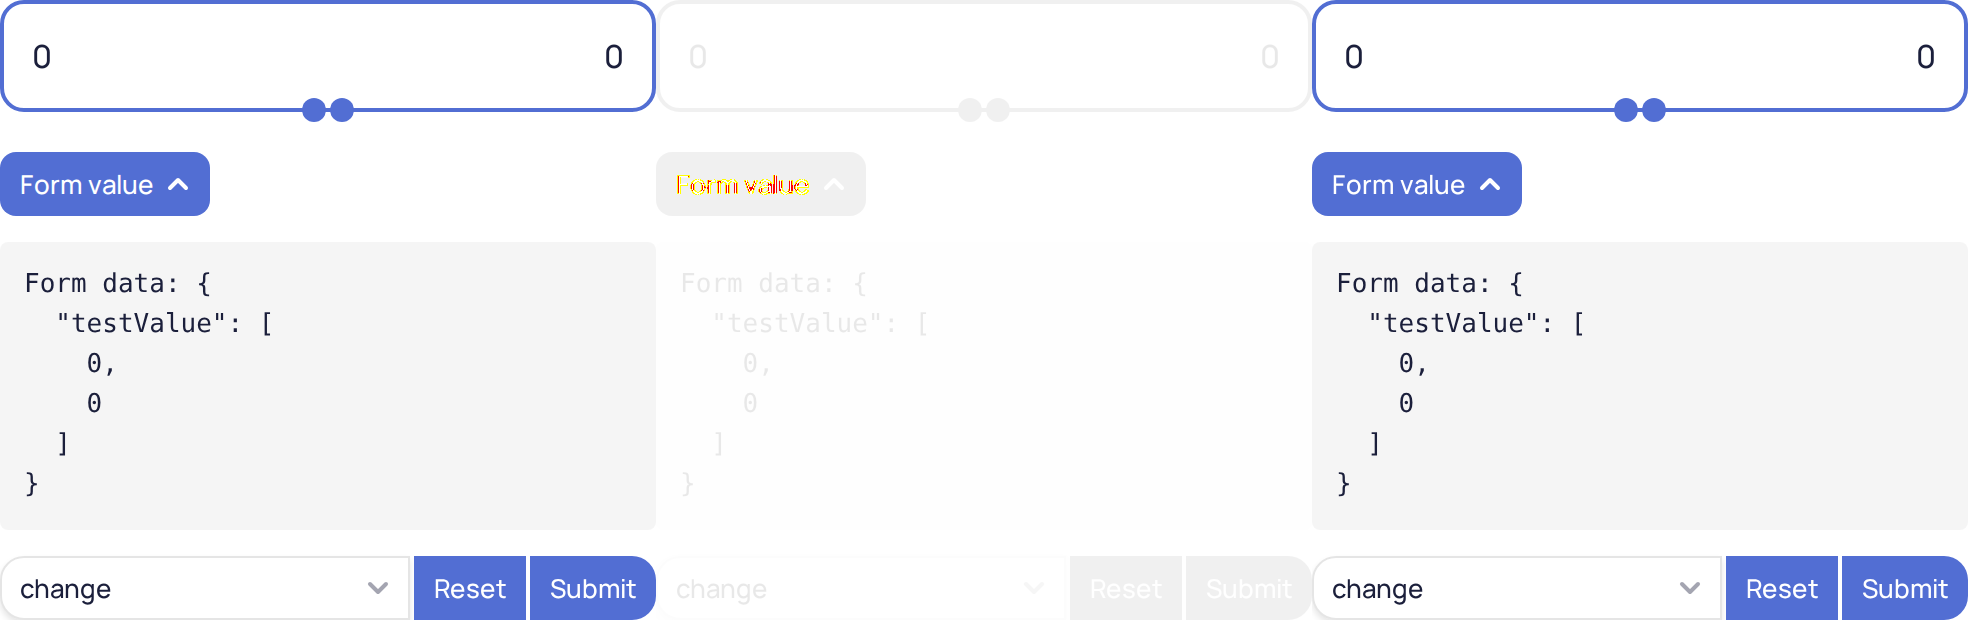 0 0
Form value
Form data: {
  "testValue": [
    0,
    0
  ]
}
change Reset Submit
0 0
Form value
Form data: {
  "testValue": [
    0,
    0
  ]
}
change Reset Submit
0 0
Form value
Form data: {
  "testValue": [
    0,
    0
  ]
}
change Reset Submit